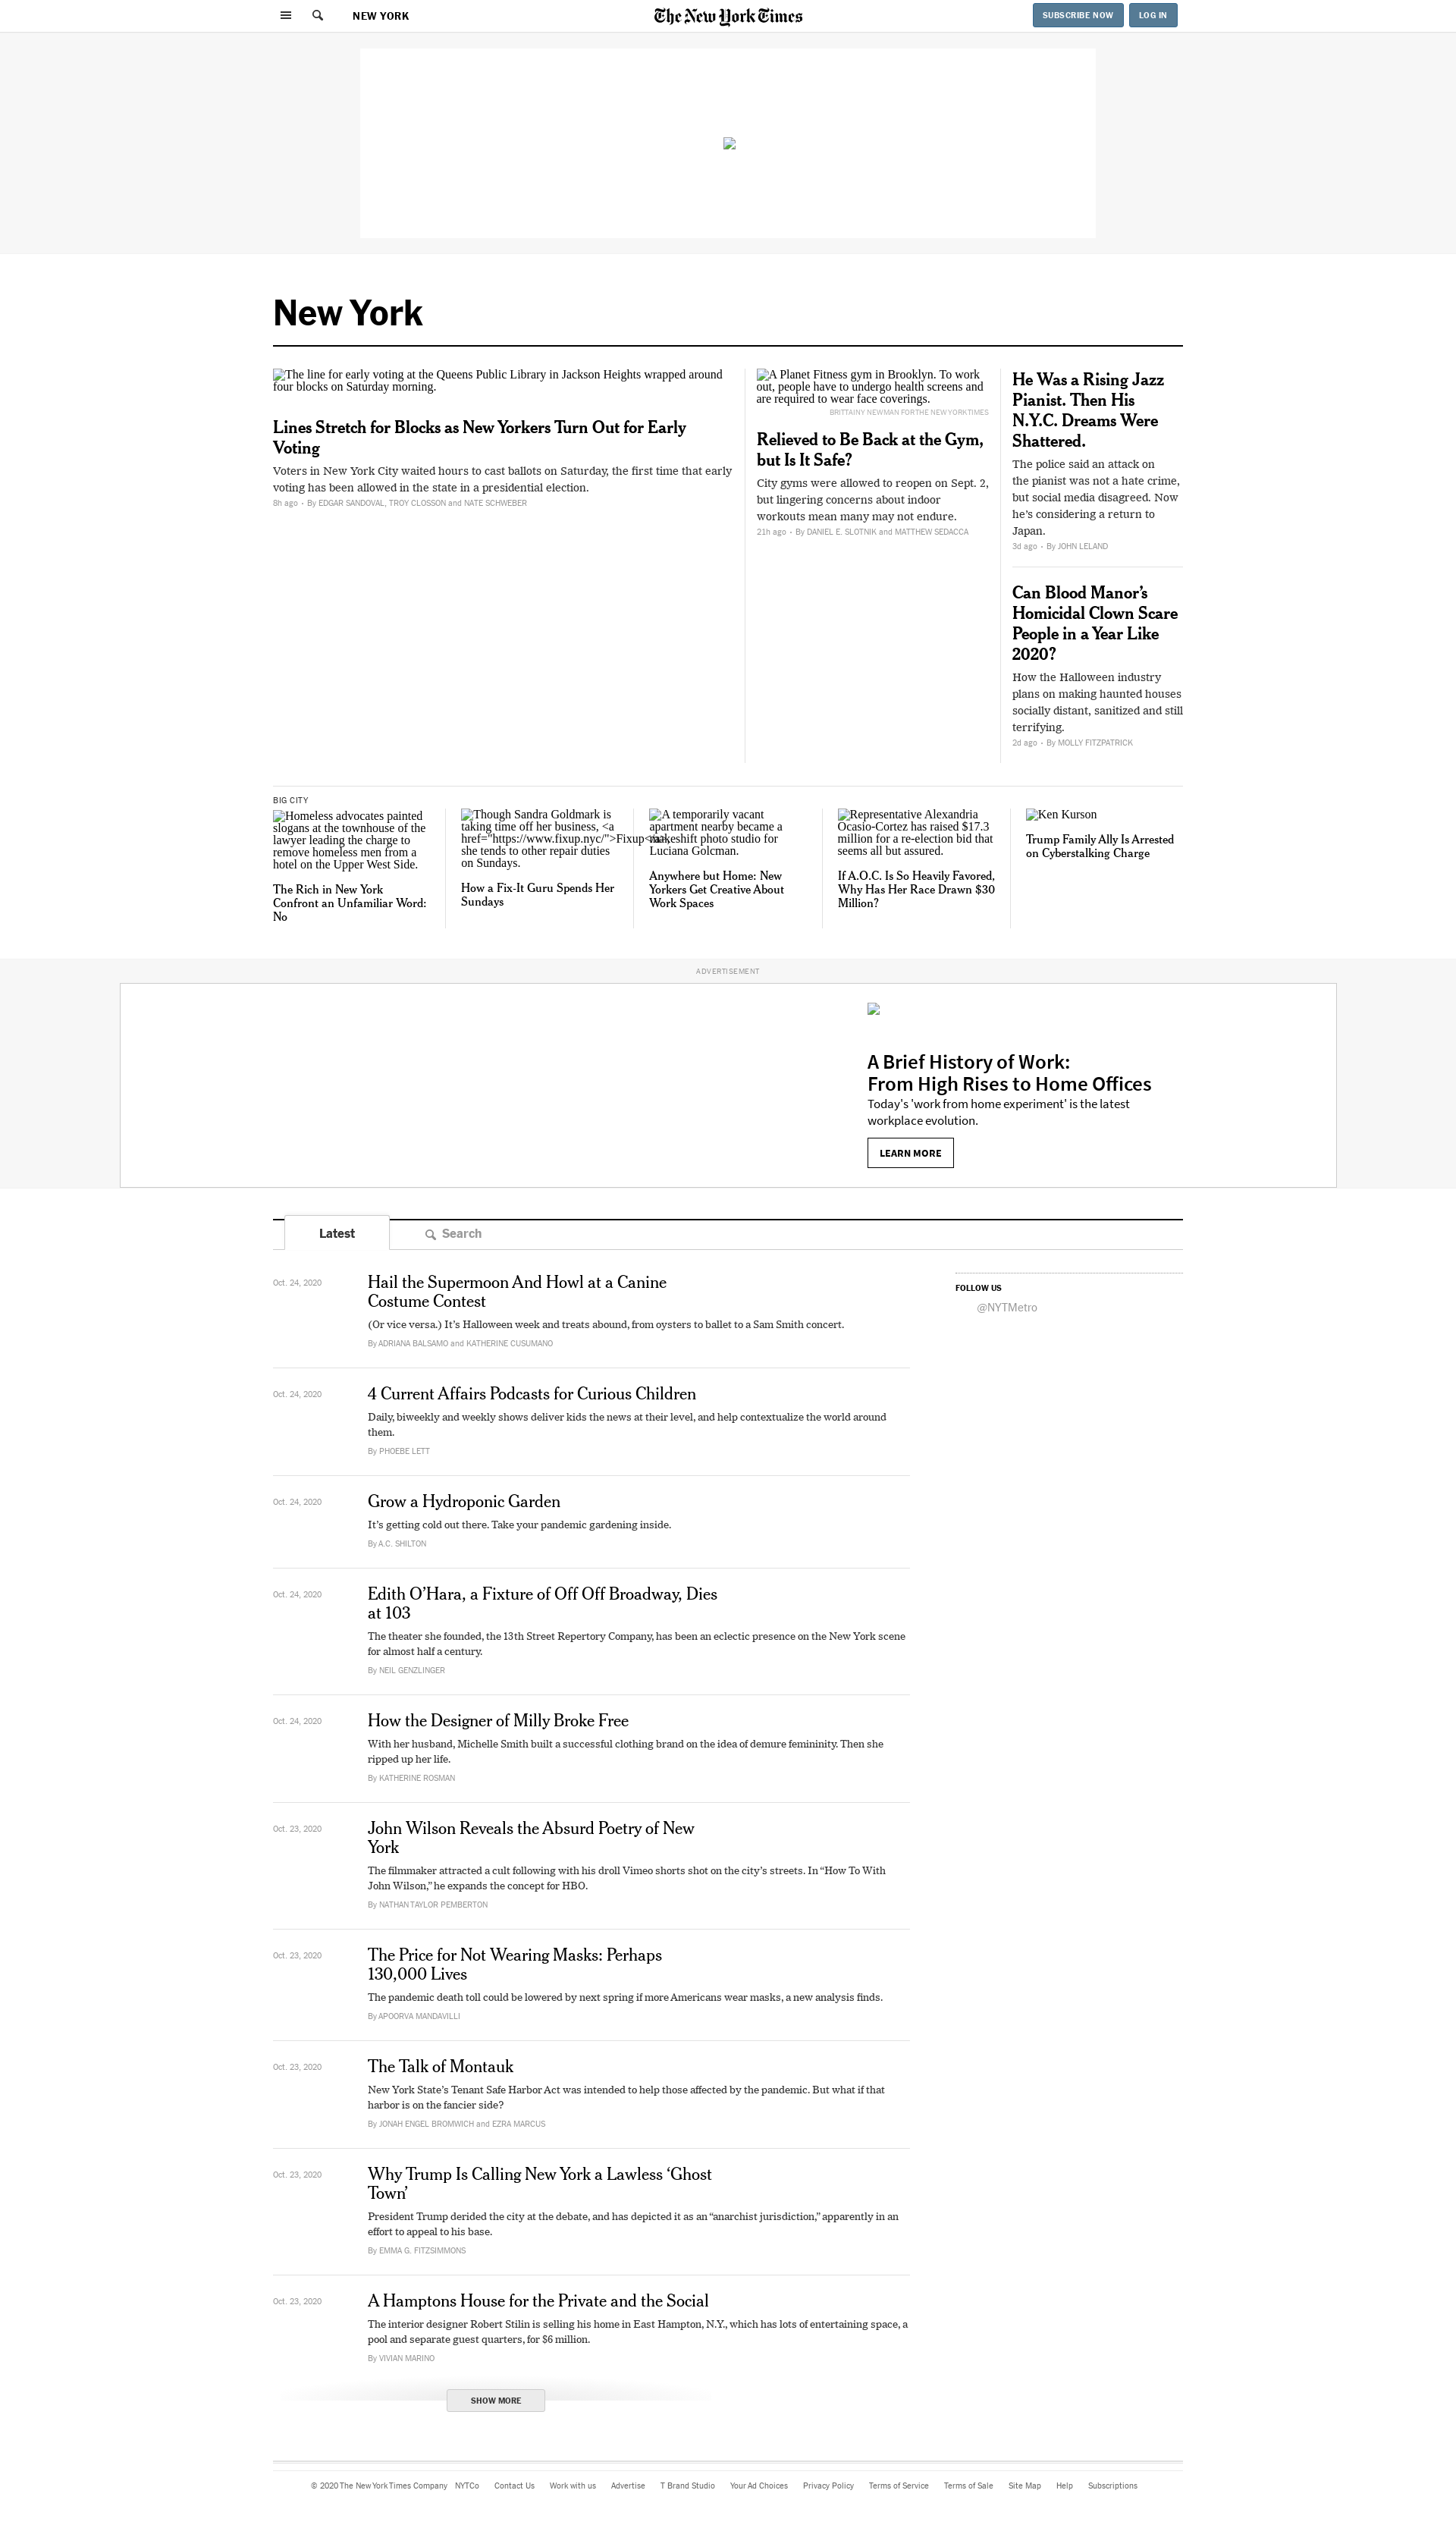 NEW YORK
The New York Times
SUBSCRIBE NOW
LOG IN
New York
The line for early voting at the Queens Public Library in Jackson Heights wrapped around
four blocks on Saturday morning.
Lines Stretch for Blocks as New Yorkers Turn Out for Early
Voting
Voters in New York City waited hours to cast ballots on Saturday, the first time that early
voting has been allowed in the state in a presidential election.
8h ago • By EDGAR SANDOVAL, TROY CLOSSON and NATE SCHWEBER
A Planet Fitness gym in Brooklyn. To work
out, people have to undergo health screens and
are required to wear face coverings.
BRITTAINY NEWMAN FOR THE NEW YORK TIMES
Relieved to Be Back at the Gym,
but Is It Safe?
City gyms were allowed to reopen on Sept. 2,
but lingering concerns about indoor
workouts mean many may not endure.
21h ago • By DANIEL E. SLOTNIK and MATTHEW SEDACCA
He Was a Rising Jazz
Pianist. Then His
N.Y.C. Dreams Were
Shattered.
The police said an attack on
the pianist was not a hate crime,
but social media disagreed. Now
he’s considering a return to
Japan.
3d ago • By JOHN LELAND
Can Blood Manor’s
Homicidal Clown Scare
People in a Year Like
2020?
How the Halloween industry
plans on making haunted houses
socially distant, sanitized and still
terrifying.
2d ago • By MOLLY FITZPATRICK
BIG CITY
Homeless advocates painted
slogans at the townhouse of the
lawyer leading the charge to
remove homeless men from a
hotel on the Upper West Side.
The Rich in New York
Confront an Unfamiliar Word:
No
Though Sandra Goldmark is
taking time off her business, <a
href="https://www.fixup.nyc/">Fixup</a>,
she tends to other repair duties
on Sundays.
How a Fix-It Guru Spends Her
Sundays
A temporarily vacant
apartment nearby became a
makeshift photo studio for
Luciana Golcman.
Anywhere but Home: New
Yorkers Get Creative About
Work Spaces
Representative Alexandria
Ocasio-Cortez has raised $17.3
million for a re-election bid that
seems all but assured.
If A.O.C. Is So Heavily Favored,
Why Has Her Race Drawn $30
Million?
Ken Kurson
Trump Family Ally Is Arrested
on Cyberstalking Charge
ADVERTISEMENT
A Brief History of Work:
From High Rises to Home Offices
Today's 'work from home experiment' is the latest
workplace evolution.
LEARN MORE
Latest
Search
Oct. 24, 2020
Hail the Supermoon And Howl at a Canine
Costume Contest
(Or vice versa.) It’s Halloween week and treats abound, from oysters to ballet to a Sam Smith concert.
By ADRIANA BALSAMO and KATHERINE CUSUMANO
FOLLOW US
@NYTMetro
Oct. 24, 2020
4 Current Affairs Podcasts for Curious Children
Daily, biweekly and weekly shows deliver kids the news at their level, and help contextualize the world around
them.
By PHOEBE LETT
Oct. 24, 2020
Grow a Hydroponic Garden
It’s getting cold out there. Take your pandemic gardening inside.
By A.C. SHILTON
Oct. 24, 2020
Edith O’Hara, a Fixture of Off Off Broadway, Dies
at 103
The theater she founded, the 13th Street Repertory Company, has been an eclectic presence on the New York scene
for almost half a century.
By NEIL GENZLINGER
Oct. 24, 2020
How the Designer of Milly Broke Free
With her husband, Michelle Smith built a successful clothing brand on the idea of demure femininity. Then she
ripped up her life.
By KATHERINE ROSMAN
Oct. 23, 2020
John Wilson Reveals the Absurd Poetry of New
York
The filmmaker attracted a cult following with his droll Vimeo shorts shot on the city’s streets. In “How To With
John Wilson,” he expands the concept for HBO.
By NATHAN TAYLOR PEMBERTON
Oct. 23, 2020
The Price for Not Wearing Masks: Perhaps
130,000 Lives
The pandemic death toll could be lowered by next spring if more Americans wear masks, a new analysis finds.
By APOORVA MANDAVILLI
Oct. 23, 2020
The Talk of Montauk
New York State’s Tenant Safe Harbor Act was intended to help those affected by the pandemic. But what if that
harbor is on the fancier side?
By JONAH ENGEL BROMWICH and EZRA MARCUS
Oct. 23, 2020
Why Trump Is Calling New York a Lawless ‘Ghost
Town’
President Trump derided the city at the debate, and has depicted it as an “anarchist jurisdiction,” apparently in an
effort to appeal to his base.
By EMMA G. FITZSIMMONS
Oct. 23, 2020
A Hamptons House for the Private and the Social
The interior designer Robert Stilin is selling his home in East Hampton, N.Y., which has lots of entertaining space, a
pool and separate guest quarters, for $6 million.
By VIVIAN MARINO
SHOW MORE
© 2020 The New York Times Company NYTCo Contact Us Work with us Advertise T Brand Studio Your Ad Choices Privacy Policy Terms of Service Terms of Sale Site Map Help Subscriptions